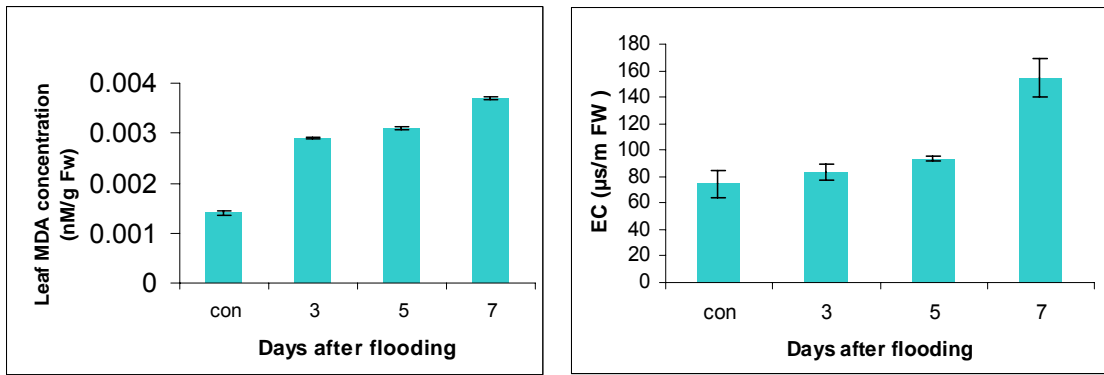 Leaf MDA concentration
(nM/g Fw)
0.004
0.003
0.002
0.001
0
con 3 5 7
Days after flooding
EC (µs/m FW )
180
160
140
120
100
80
60
40
20
0
con 3 5 7
Days after flooding